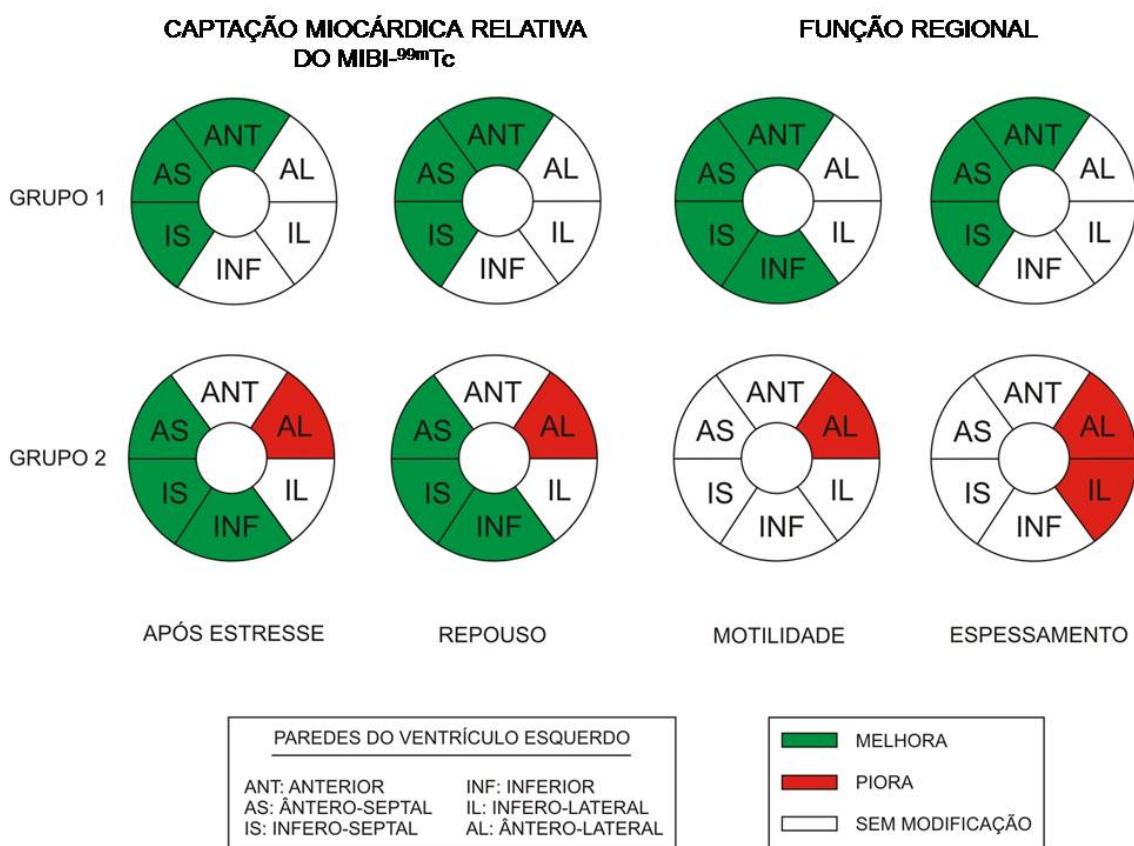 CAPTAÇÃO MIOCÁRDICA RELATIVA
DO MIBI-⁹⁹ᵐTc
FUNÇÃO REGIONAL
GRUPO 1
ANT
AL
IL
INF
IS
AS
ANT
AL
IL
INF
IS
AS
ANT
AL
IL
INF
IS
AS
ANT
AL
IL
INF
IS
AS
GRUPO 2
ANT
AL
IL
INF
IS
AS
ANT
AL
IL
INF
IS
AS
ANT
AL
IL
INF
IS
AS
ANT
AL
IL
INF
IS
AS
APÓS ESTRESSE
REPOUSO
MOTILIDADE
ESPESSAMENTO
PAREDES DO VENTRÍCULO ESQUERDO
ANT: ANTERIOR
AS: ÂNTERO-SEPTAL
IS: INFERO-SEPTAL
INF: INFERIOR
IL: INFERO-LATERAL
AL: ÂNTERO-LATERAL
MELHORA
PIORA
SEM MODIFICAÇÃO